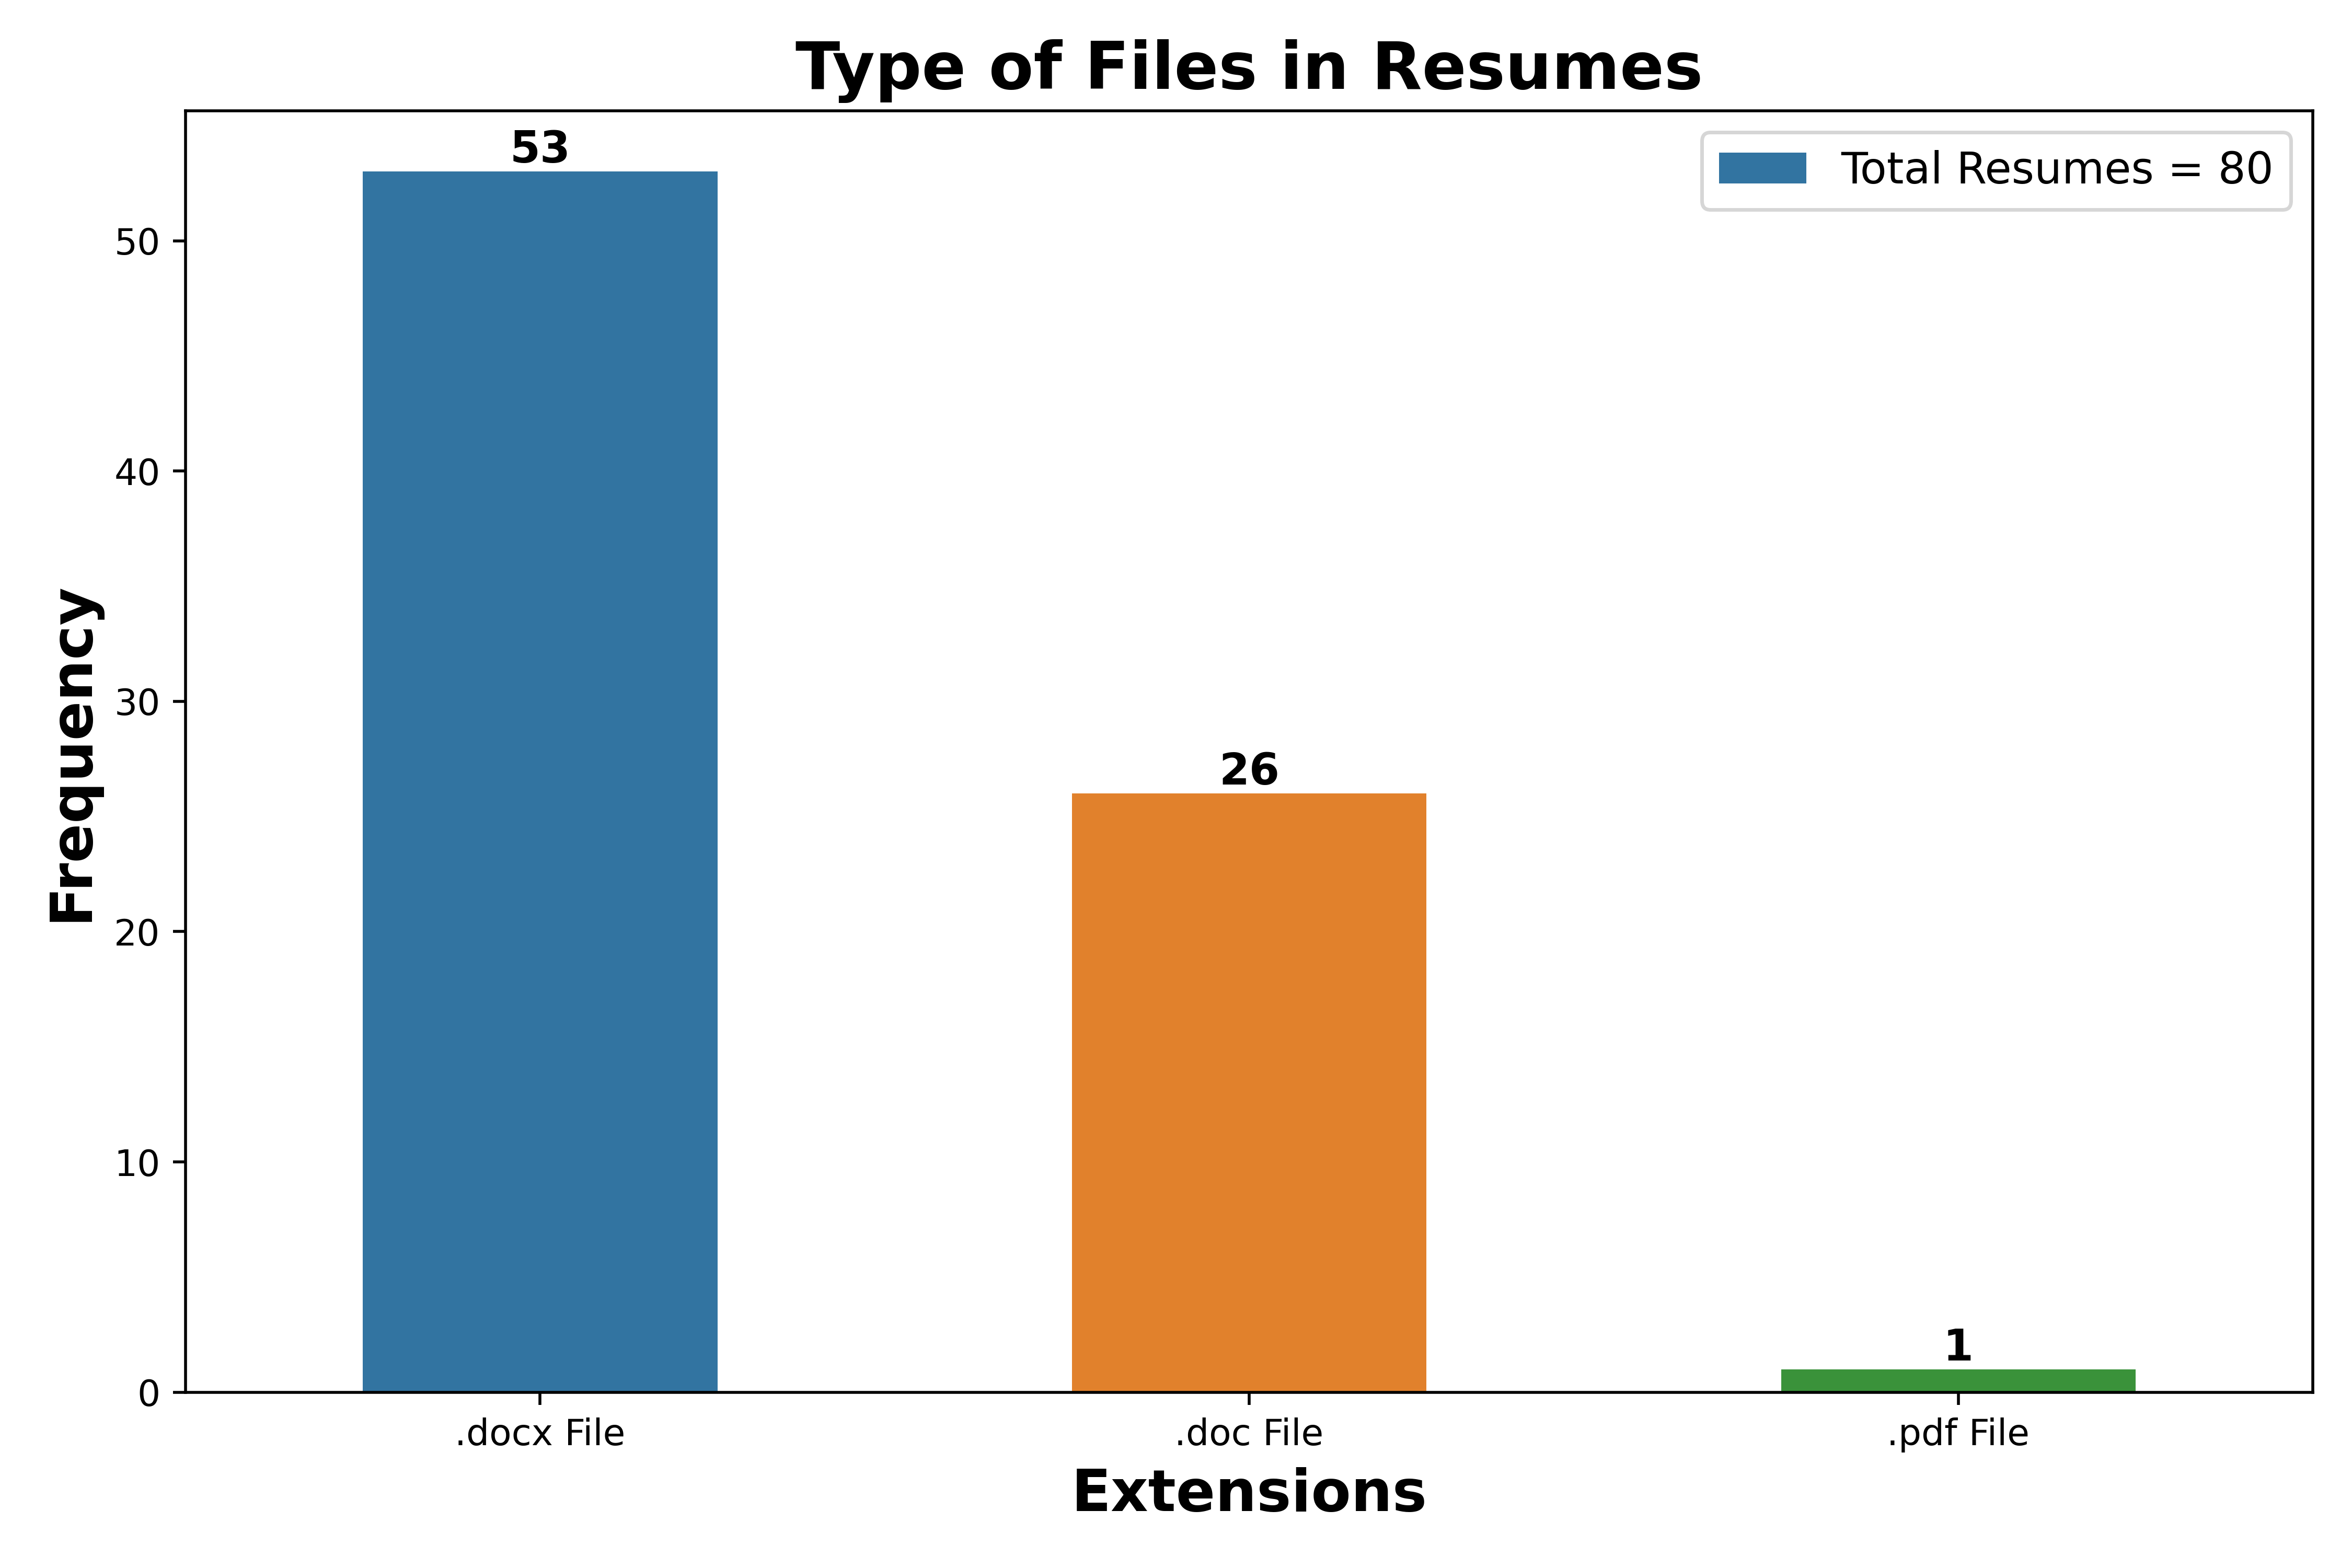 Type of Files in Resumes
Total Resumes = 80
53
26
1
50
40
30
20
10
0
Frequency
.docx File
.doc File
.pdf File
Extensions